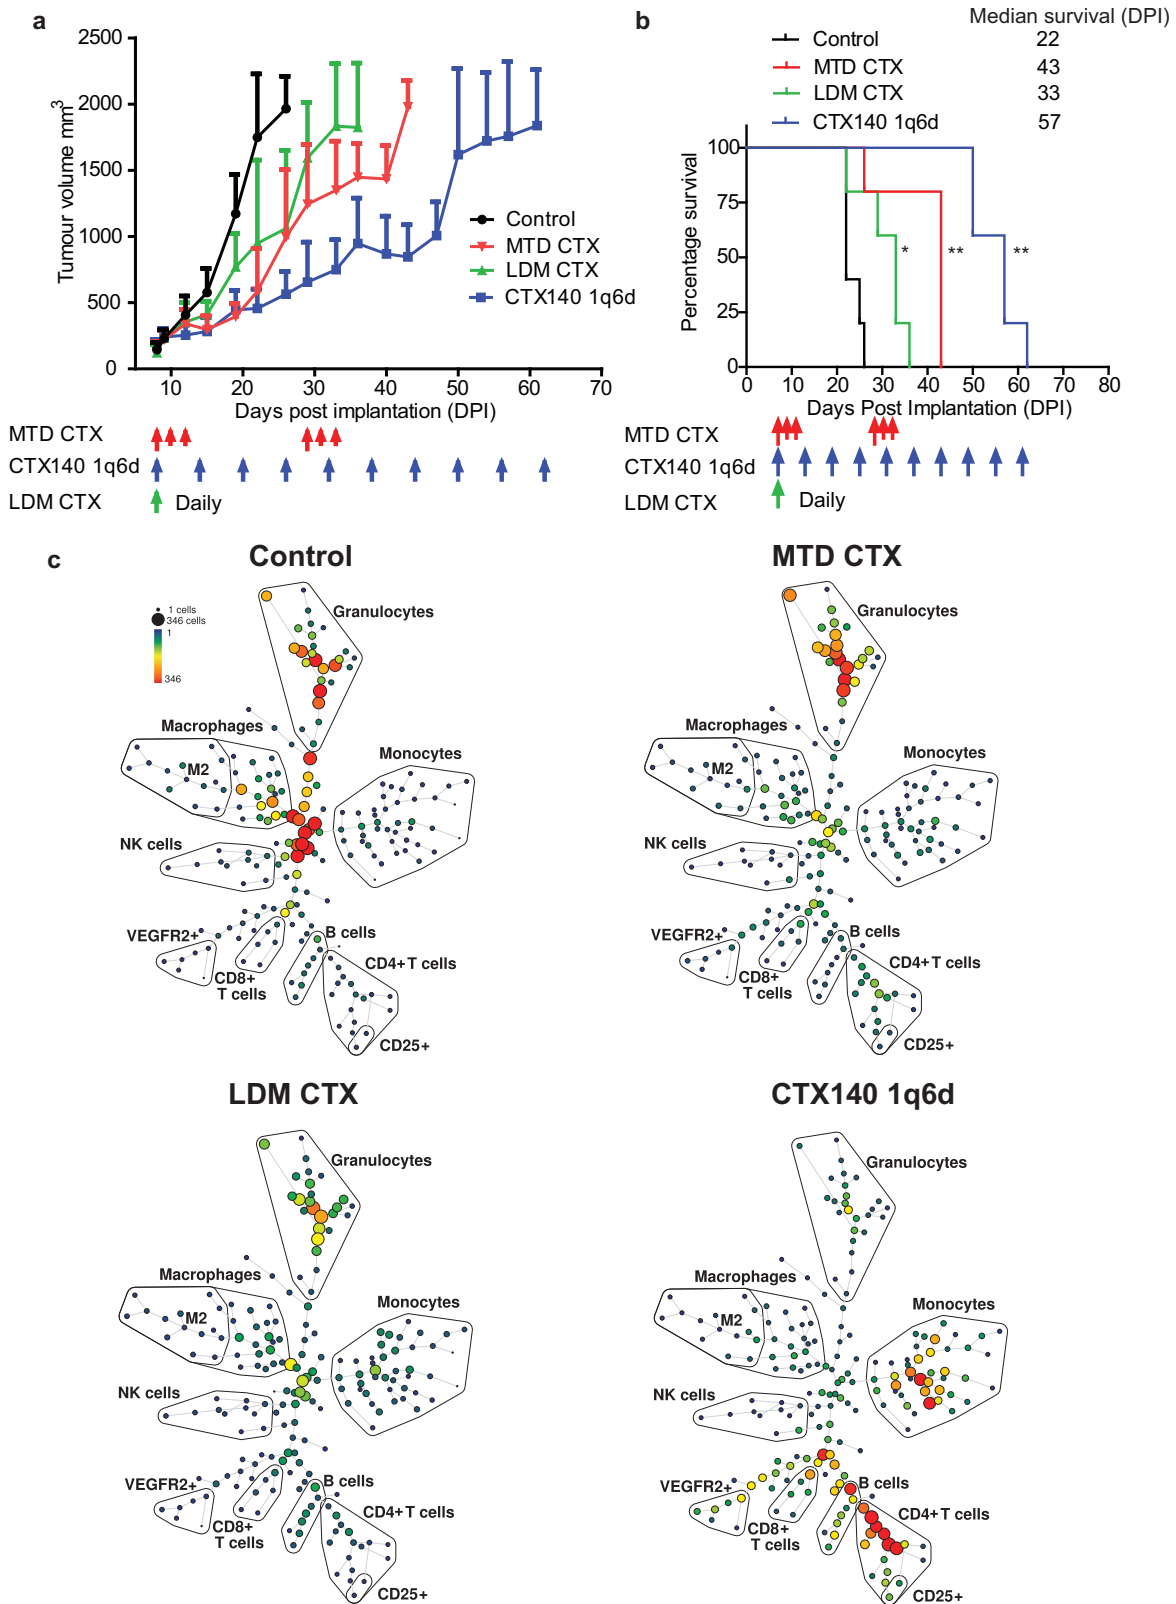 a
Tumour volume mm3
2500
2000
1500
1000
500
0
10 20 30 40 50 60 70
Days post implantation (DPI)
Control
MTD CTX
LDM CTX
CTX140 1q6d
MTD CTX
CTX140 1q6d
LDM CTX Daily
b
Median survival (DPI)
Control 22
MTD CTX 43
LDM CTX 33
CTX140 1q6d 57
Percentage survival
100
75
50
25
0
* ** **
0 10 20 30 40 50 60 70 80
Days Post Implantation (DPI)
MTD CTX
CTX140 1q6d
LDM CTX Daily
c
Control
1 cells
346 cells
1
346
Granulocytes
Macrophages
M2
Monocytes
NK cells
VEGFR2+
CD8+
T cells
B cells
CD4+T cells
CD25+
MTD CTX
Granulocytes
Macrophages
M2
Monocytes
NK cells
VEGFR2+
CD8+
T cells
B cells
CD4+T cells
CD25+
LDM CTX
Granulocytes
Macrophages
M2
Monocytes
NK cells
VEGFR2+
CD8+
T cells
B cells
CD4+T cells
CD25+
CTX140 1q6d
Granulocytes
Macrophages
M2
Monocytes
NK cells
VEGFR2+
CD8+
T cells
B cells
CD4+T cells
CD25+